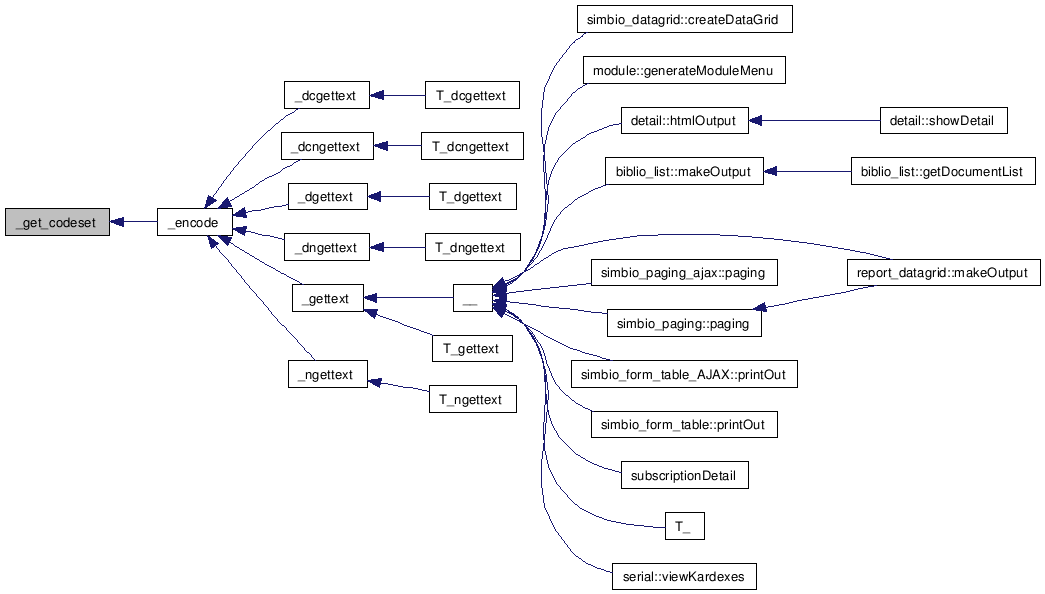 simbio_datagrid::createDataGrid
module::generateModuleMenu
_dcgettext
T_dcgettext
detail::htmlOutput
detail::showDetail
_dcngettext
T_dcngettext
biblio_list::makeOutput
biblio_list::getDocumentList
_dgettext
T_dgettext
_get_codeset
_encode
_dngettext
T_dngettext
simbio_paging_ajax::paging
report_datagrid::makeOutput
_gettext
__
simbio_paging::paging
T_gettext
_ngettext
simbio_form_table_AJAX::printOut
T_ngettext
simbio_form_table::printOut
subscriptionDetail
T_
serial::viewKardexes